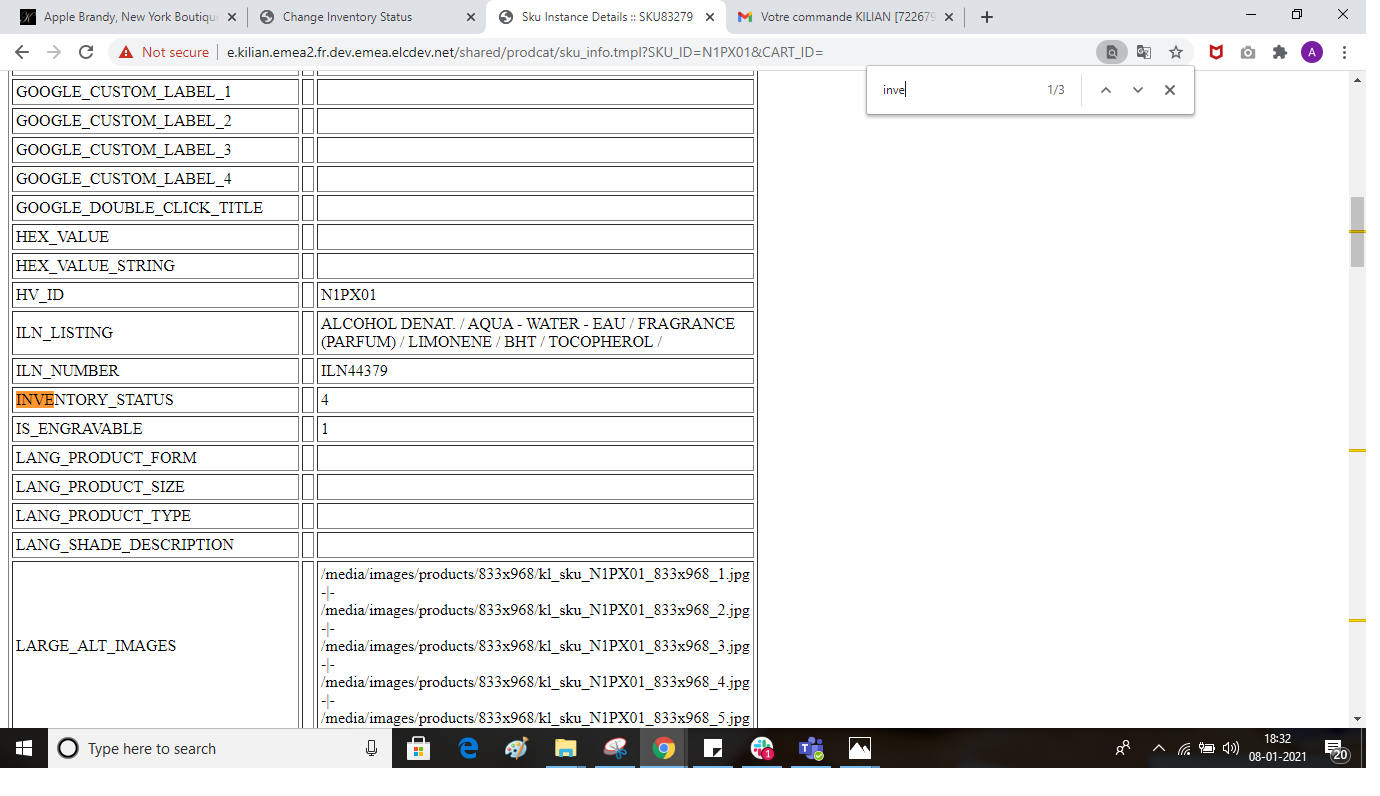 Apple Brandy, New York Boutiqu
Change Inventory Status
Sku Instance Details :: SKU83279
Votre commande KILIAN [722679
Not secure
e.kilian.emea2.fr.dev.emea.elcdev.net/shared/prodcat/sku_info.tmpl?SKU_ID=N1PX01&CART_ID=
A
inve
1/3
GOOGLE_CUSTOM_LABEL_1
GOOGLE_CUSTOM_LABEL_2
GOOGLE_CUSTOM_LABEL_3
GOOGLE_CUSTOM_LABEL_4
GOOGLE_DOUBLE_CLICK_TITLE
HEX_VALUE
HEX_VALUE_STRING
HV_ID N1PX01
ILN_LISTING ALCOHOL DENAT. / AQUA - WATER - EAU / FRAGRANCE
(PARFUM) / LIMONENE / BHT / TOCOPHEROL /
ILN_NUMBER ILN44379
INVENTORY_STATUS 4
IS_ENGRAVABLE 1
LANG_PRODUCT_FORM
LANG_PRODUCT_SIZE
LANG_PRODUCT_TYPE
LANG_SHADE_DESCRIPTION
LARGE_ALT_IMAGES
/media/images/products/833x968/kl_sku_N1PX01_833x968_1.jpg
-|-
/media/images/products/833x968/kl_sku_N1PX01_833x968_2.jpg
-|-
/media/images/products/833x968/kl_sku_N1PX01_833x968_3.jpg
-|-
/media/images/products/833x968/kl_sku_N1PX01_833x968_4.jpg
-|-
/media/images/products/833x968/kl_sku_N1PX01_833x968_5.jpg
Type here to search
1
18:32
08-01-2021
20